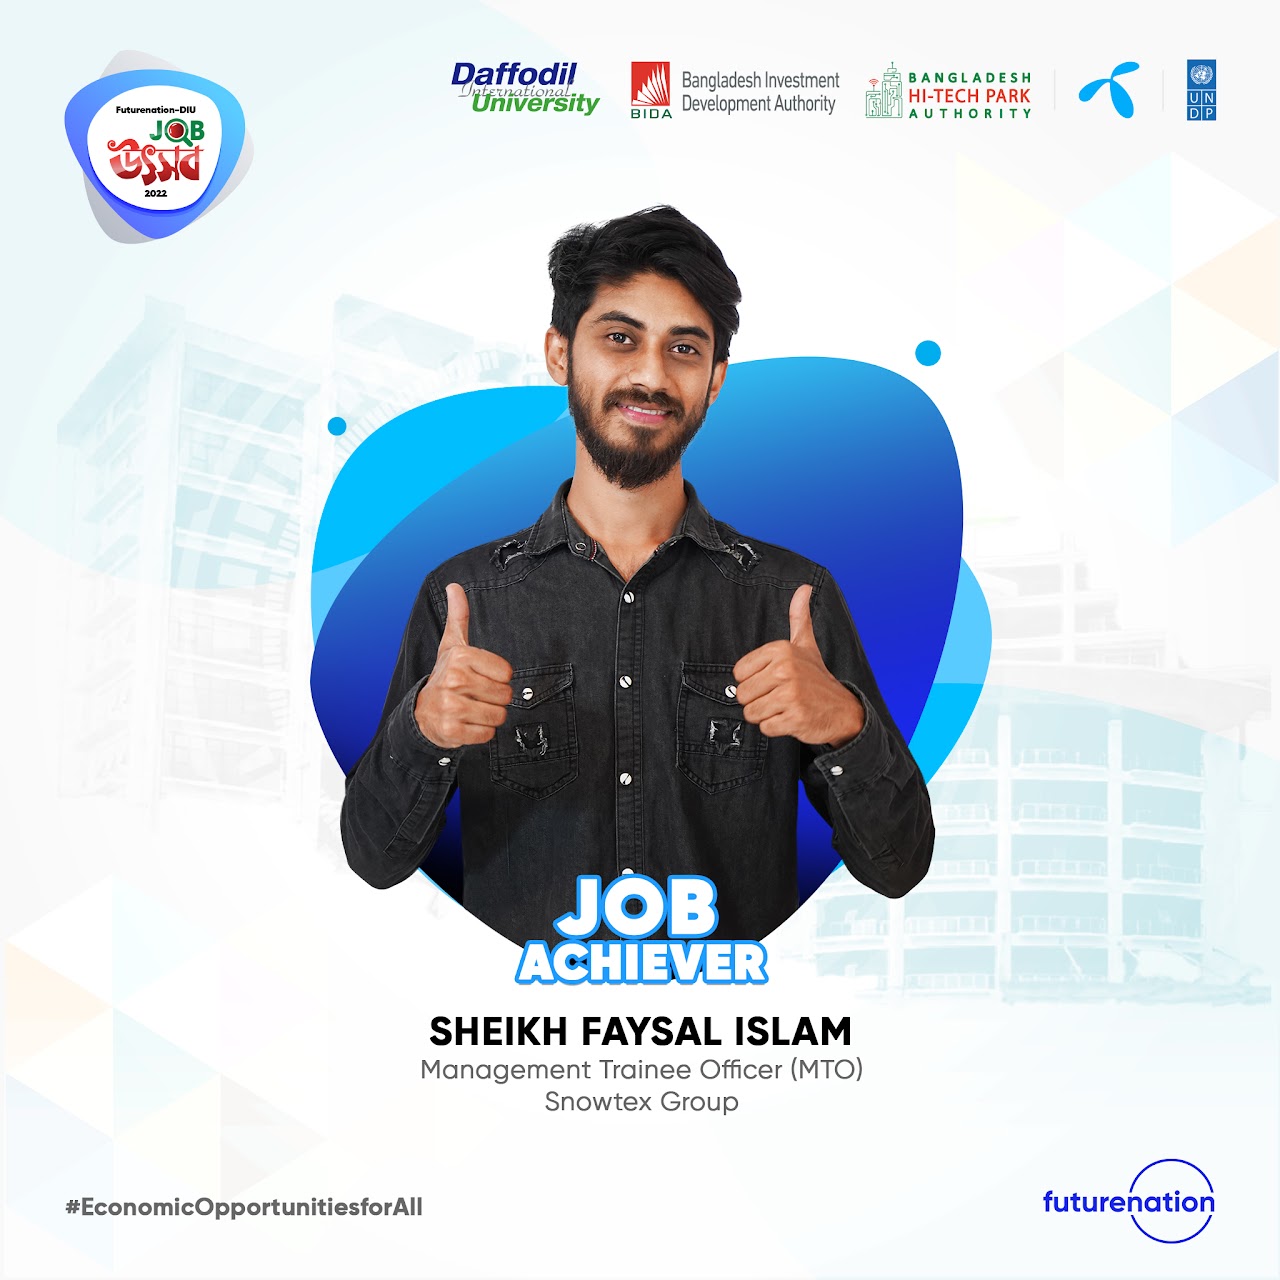 Futurenation-DIU
JOB
উৎসব
2022
Daffodil
International
University
BIDA
Bangladesh Investment
Development Authority
BANGLADESH
HI-TECH PARK
AUTHORITY
UN
DP
JOB
ACHIEVER
SHEIKH FAYSAL ISLAM
Management Trainee Officer (MTO)
Snowtex Group
#EconomicOpportunitiesforAll
futurenation